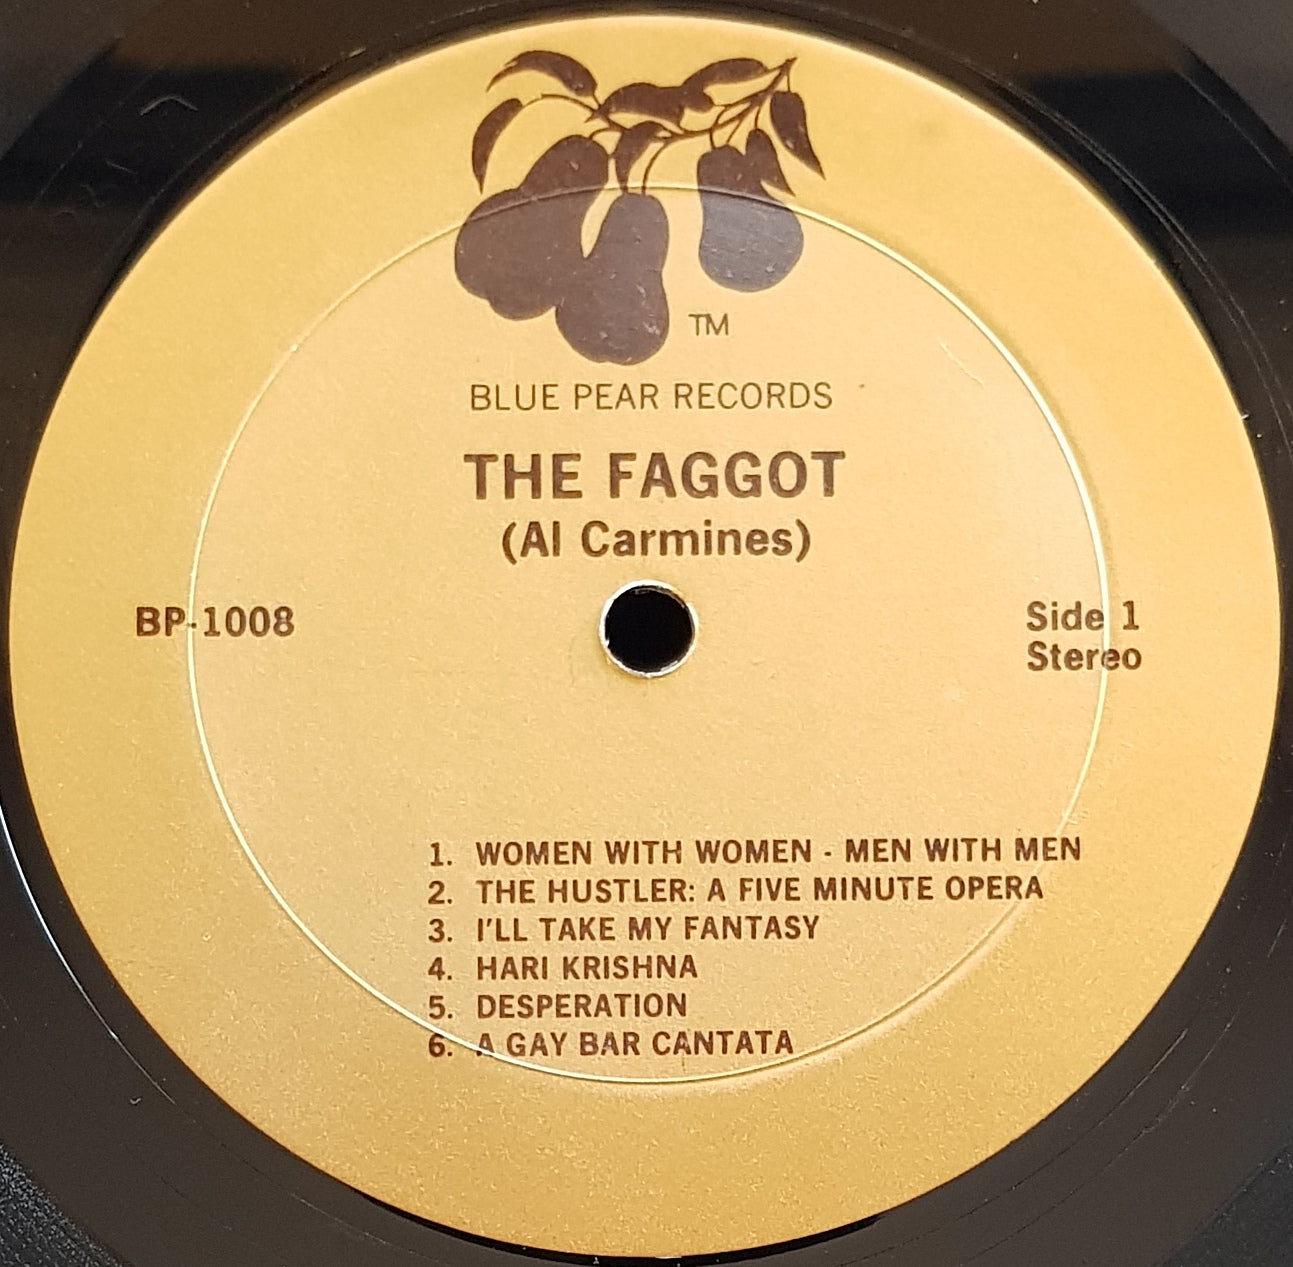 TM
BLUE PEAR RECORDS
THE FAGGOT
(Al Carmines)
BP-1008
Side 1
Stereo
1. WOMEN WITH WOMEN - MEN WITH MEN
2. THE HUSTLER: A FIVE MINUTE OPERA
3. I'LL TAKE MY FANTASY
4. HARI KRISHNA
5. DESPERATION
6. A GAY BAR CANTATA